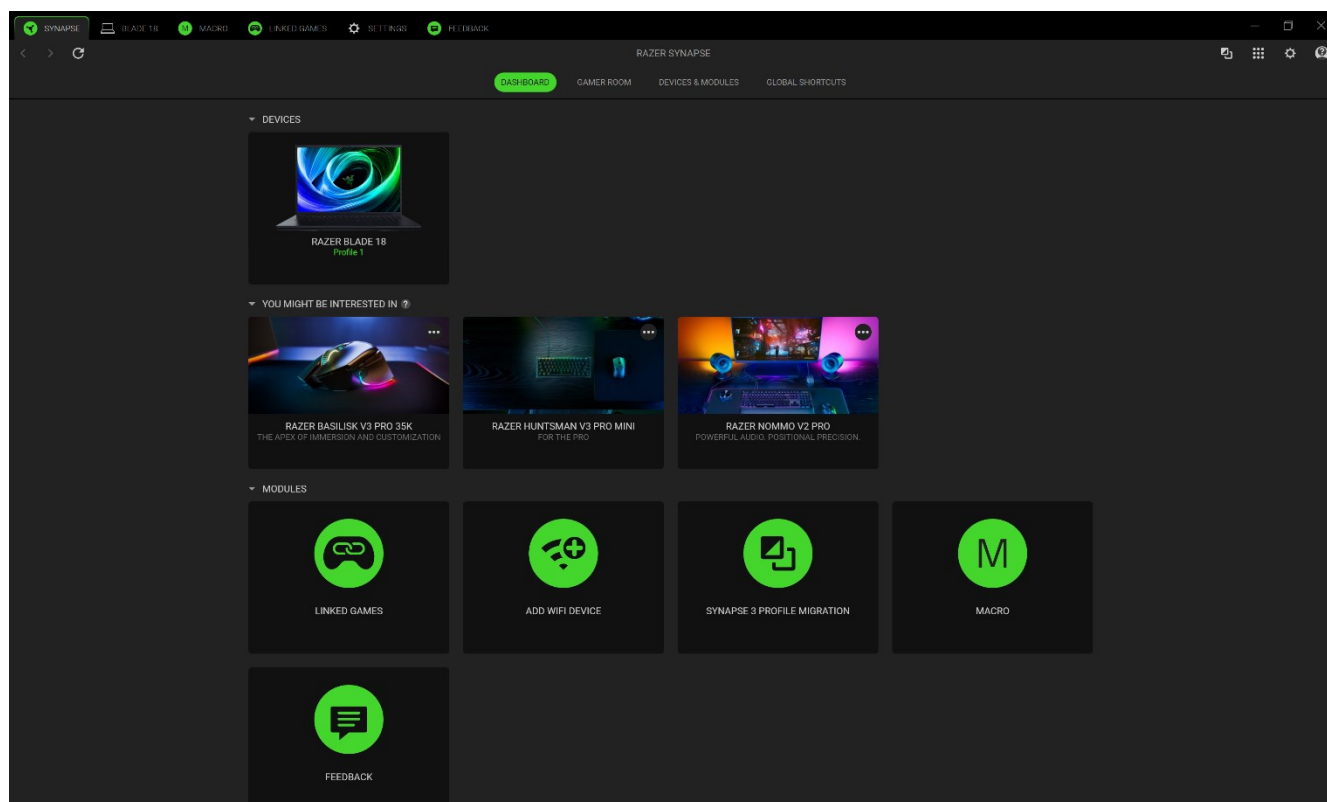 SYNAPSE
BLADE 18
M MACRO
LINKED GAMES
SETTINGS
FEEDBACK
RAZER SYNAPSE
DASHBOARD
GAMER ROOM
DEVICES & MODULES
GLOBAL SHORTCUTS
DEVICES
RAZER BLADE 18
Profile 1
YOU MIGHT BE INTERESTED IN ?
RAZER BASILISK V3 PRO 35K
THE APEX OF IMMERSION AND CUSTOMIZATION
RAZER HUNTSMAN V3 PRO MINI
FOR THE PRO
RAZER NOMMO V2 PRO
POWERFUL AUDIO. POSITIONAL PRECISION.
MODULES
LINKED GAMES
ADD WIFI DEVICE
SYNAPSE 3 PROFILE MIGRATION
M
MACRO
FEEDBACK